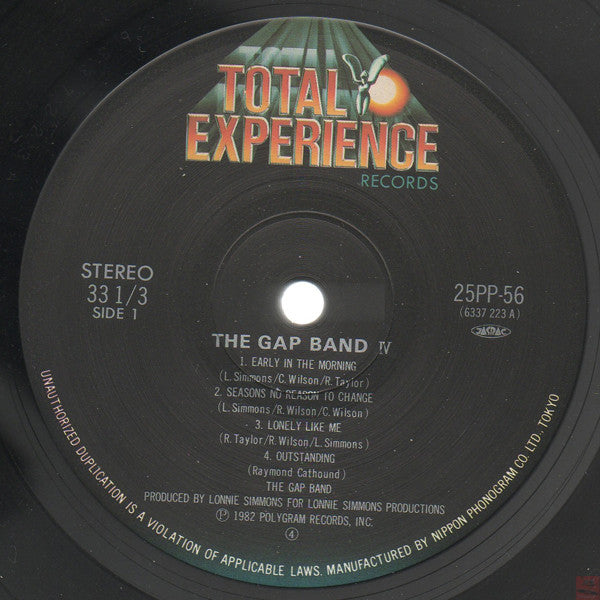 TOTAL
EXPERIENCE
RECORDS
STEREO
33 1/3
SIDE 1
25PP-56
(6337 223 A)
JASRAC
THE GAP BAND IV
1. EARLY IN THE MORNING
(L. Simmons/C. Wilson/R. Taylor)
2. SEASONS NO REASON TO CHANGE
(L. Simmons/R. Wilson/C. Wilson)
3. LONELY LIKE ME
(R. Taylor/R. Wilson/L. Simmons)
4. OUTSTANDING
(Raymond Cathound)
THE GAP BAND
PRODUCED BY LONNIE SIMMONS FOR LONNIE SIMMONS PRODUCTIONS
Ⓟ 1982 POLYGRAM RECORDS, INC.
④
UNAUTHORIZED DUPLICATION IS A VIOLATION OF APPLICABLE LAWS. MANUFACTURED BY NIPPON PHONOGRAM CO. LTD., TOKYO